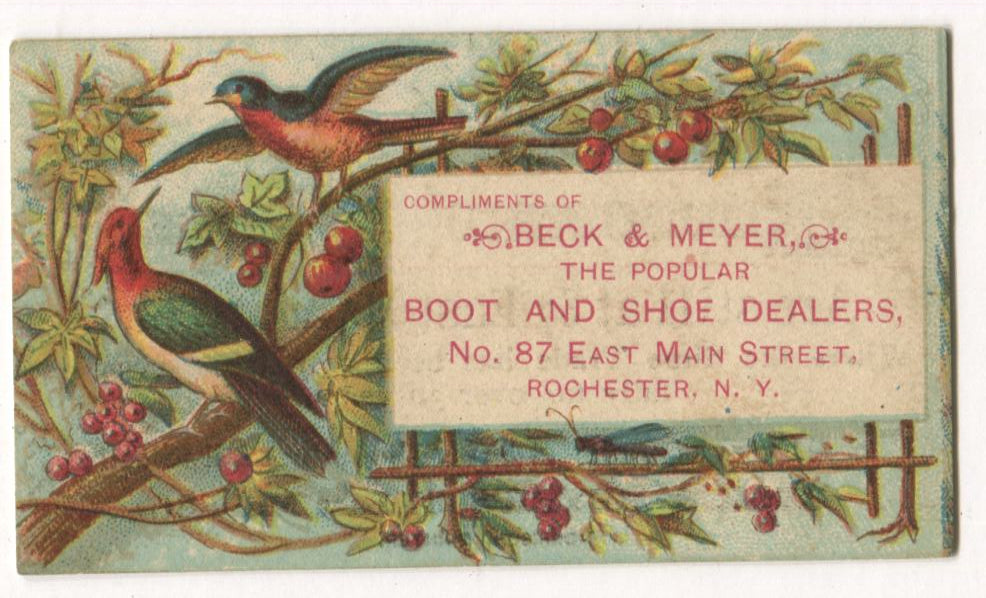 COMPLIMENTS OF
BECK & MEYER,
THE POPULAR
BOOT AND SHOE DEALERS,
No. 87 EAST MAIN STREET,
ROCHESTER, N. Y.